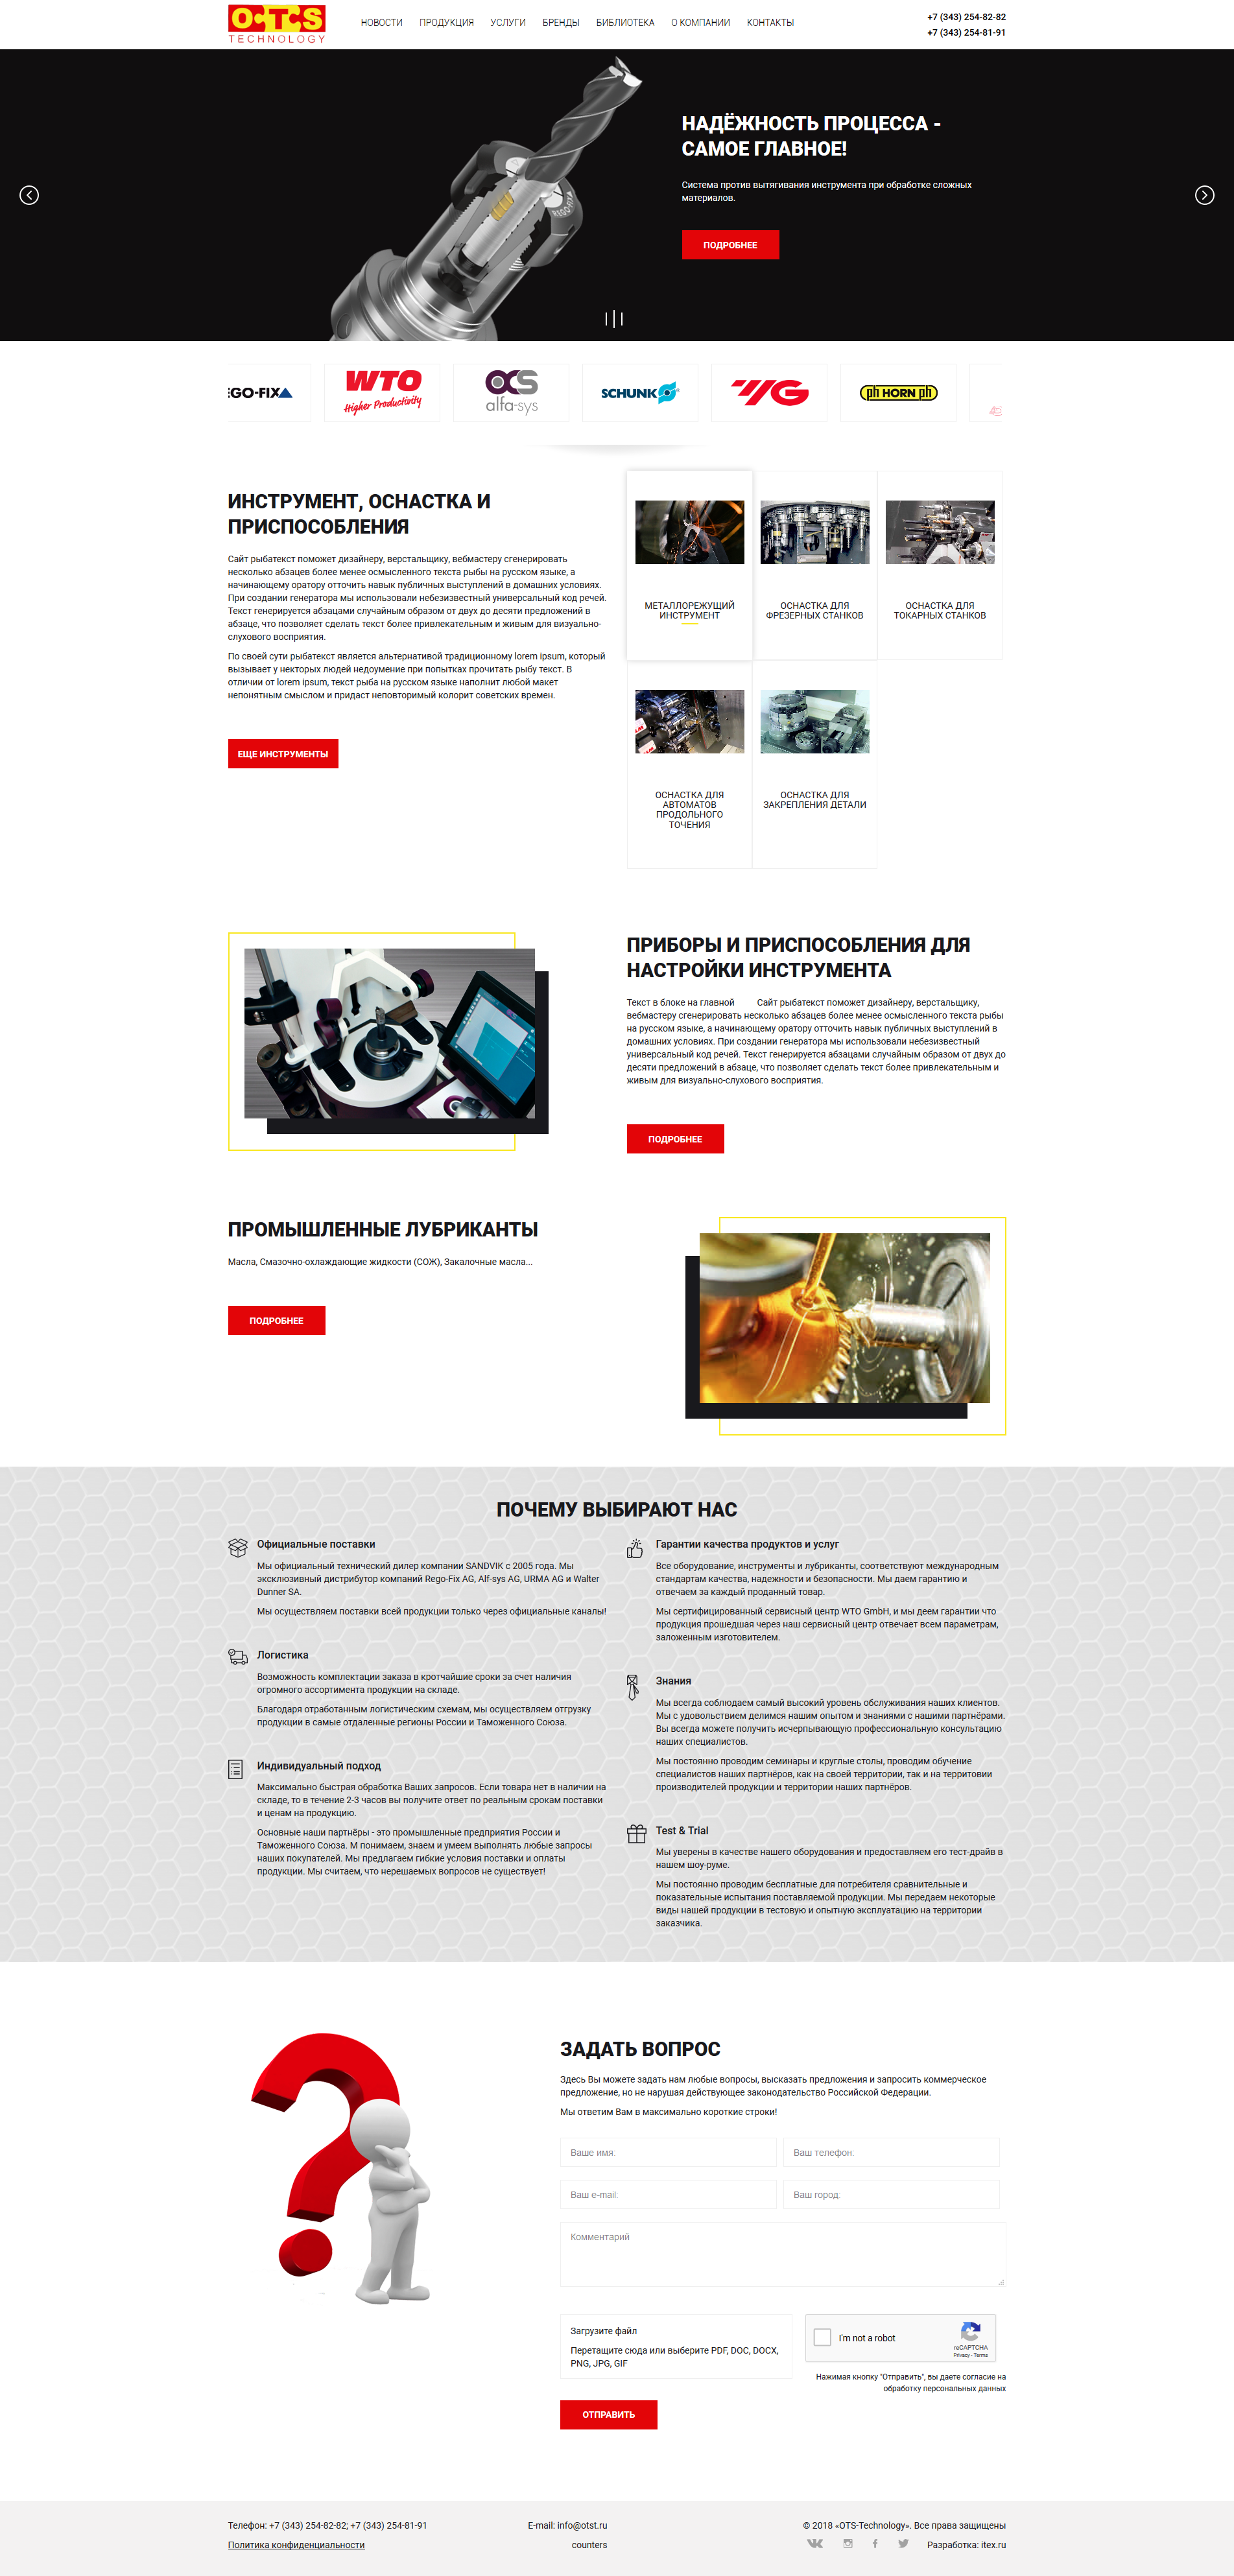 O-T-S
TECHNOLOGY
НОВОСТИ
ПРОДУКЦИЯ
УСЛУГИ
БРЕНДЫ
БИБЛИОТЕКА
О КОМПАНИИ
КОНТАКТЫ
+7 (343) 254-82-82
+7 (343) 254-81-91
НАДЁЖНОСТЬ ПРОЦЕССА -
САМОЕ ГЛАВНОЕ!
Система против вытягивания инструмента при обработке сложных
материалов.
ПОДРОБНЕЕ
REGO-FIX
EGO-FIX
WTO
Higher Productivity
acs
alfa-sys
SCHUNK
YG
ph HORN ph
ИНСТРУМЕНТ, ОСНАСТКА И
ПРИСПОСОБЛЕНИЯ
Сайт рыбатекст поможет дизайнеру, верстальщику, вебмастеру сгенерировать
несколько абзацев более менее осмысленного текста рыбы на русском языке, а
начинающему оратору отточить навык публичных выступлений в домашних условиях.
При создании генератора мы использовали небезизвестный универсальный код речей.
Текст генерируется абзацами случайным образом от двух до десяти предложений в
абзаце, что позволяет сделать текст более привлекательным и живым для визуально-
слухового восприятия.
По своей сути рыбатекст является альтернативой традиционному lorem ipsum, который
вызывает у некторых людей недоумение при попытках прочитать рыбу текст. В
отличии от lorem ipsum, текст рыба на русском языке наполнит любой макет
непонятным смыслом и придаст неповторимый колорит советских времен.
ЕЩЕ ИНСТРУМЕНТЫ
МЕТАЛЛОРЕЖУЩИЙ
ИНСТРУМЕНТ
ОСНАСТКА ДЛЯ
ФРЕЗЕРНЫХ СТАНКОВ
ОСНАСТКА ДЛЯ
ТОКАРНЫХ СТАНКОВ
ОСНАСТКА ДЛЯ
АВТОМАТОВ
ПРОДОЛЬНОГО
ТОЧЕНИЯ
ОСНАСТКА ДЛЯ
ЗАКРЕПЛЕНИЯ ДЕТАЛИ
ПРИБОРЫ И ПРИСПОСОБЛЕНИЯ ДЛЯ
НАСТРОЙКИ ИНСТРУМЕНТА
Текст в блоке на главной Сайт рыбатекст поможет дизайнеру, верстальщику,
вебмастеру сгенерировать несколько абзацев более менее осмысленного текста рыбы
на русском языке, а начинающему оратору отточить навык публичных выступлений в
домашних условиях. При создании генератора мы использовали небезизвестный
универсальный код речей. Текст генерируется абзацами случайным образом от двух до
десяти предложений в абзаце, что позволяет сделать текст более привлекательным и
живым для визуально-слухового восприятия.
ПОДРОБНЕЕ
ПРОМЫШЛЕННЫЕ ЛУБРИКАНТЫ
Масла, Смазочно-охлаждающие жидкости (СОЖ), Закалочные масла...
ПОДРОБНЕЕ
ПОЧЕМУ ВЫБИРАЮТ НАС
Официальные поставки
Мы официальный технический дилер компании SANDVIK с 2005 года. Мы
эксклюзивный дистрибутор компаний Rego-Fix AG, Alf-sys AG, URMA AG и Walter
Dunner SA.
Мы осуществляем поставки всей продукции только через официальные каналы!
Логистика
Возможность комплектации заказа в кротчайшие сроки за счет наличия
огромного ассортимента продукции на складе.
Благодаря отработанным логистическим схемам, мы осуществляем отгрузку
продукции в самые отдаленные регионы России и Таможенного Союза.
Индивидуальный подход
Максимально быстрая обработка Ваших запросов. Если товара нет в наличии на
складе, то в течение 2-3 часов вы получите ответ по реальным срокам поставки
и ценам на продукцию.
Основные наши партнёры - это промышленные предприятия России и
Таможенного Союза. М понимаем, знаем и умеем выполнять любые запросы
наших покупателей. Мы предлагаем гибкие условия поставки и оплаты
продукции. Мы считаем, что нерешаемых вопросов не существует!
Гарантии качества продуктов и услуг
Все оборудование, инструменты и лубриканты, соответствуют международным
стандартам качества, надежности и безопасности. Мы даем гарантию и
отвечаем за каждый проданный товар.
Мы сертифицированный сервисный центр WTO GmbH, и мы деем гарантии что
продукция прошедшая через наш сервисный центр отвечает всем параметрам,
заложенным изготовителем.
Знания
Мы всегда соблюдаем самый высокий уровень обслуживания наших клиентов.
Мы с удовольствием делимся нашим опытом и знаниями с нашими партнёрами.
Вы всегда можете получить исчерпывающую профессиональную консультацию
наших специалистов.
Мы постоянно проводим семинары и круглые столы, проводим обучение
специалистов наших партнёров, как на своей территории, так и на территовии
производителей продукции и территории наших партнёров.
Test & Trial
Мы уверены в качестве нашего оборудования и предоставляем его тест-драйв в
нашем шоу-руме.
Мы постоянно проводим бесплатные для потребителя сравнительные и
показательные испытания поставляемой продукции. Мы передаем некоторые
виды нашей продукции в тестовую и опытную эксплуатацию на территории
заказчика.
ЗАДАТЬ ВОПРОС
Здесь Вы можете задать нам любые вопросы, высказать предложения и запросить коммерческое
предложение, но не нарушая действующее законодательство Российской Федерации.
Мы ответим Вам в максимально короткие строки!
Ваше имя:
Ваш телефон:
Ваш e-mail:
Ваш город:
Комментарий
Загрузите файл
Перетащите сюда или выберите PDF, DOC, DOCX,
PNG, JPG, GIF
I'm not a robot
reCAPTCHA
Privacy - Terms
Нажимая кнопку "Отправить", вы даете согласие на
обработку персональных данных
ОТПРАВИТЬ
Телефон: +7 (343) 254-82-82; +7 (343) 254-81-91
E-mail: info@otst.ru
© 2018 «OTS-Technology». Все права защищены
Политика конфиденциальности
counters
Разработка: itex.ru